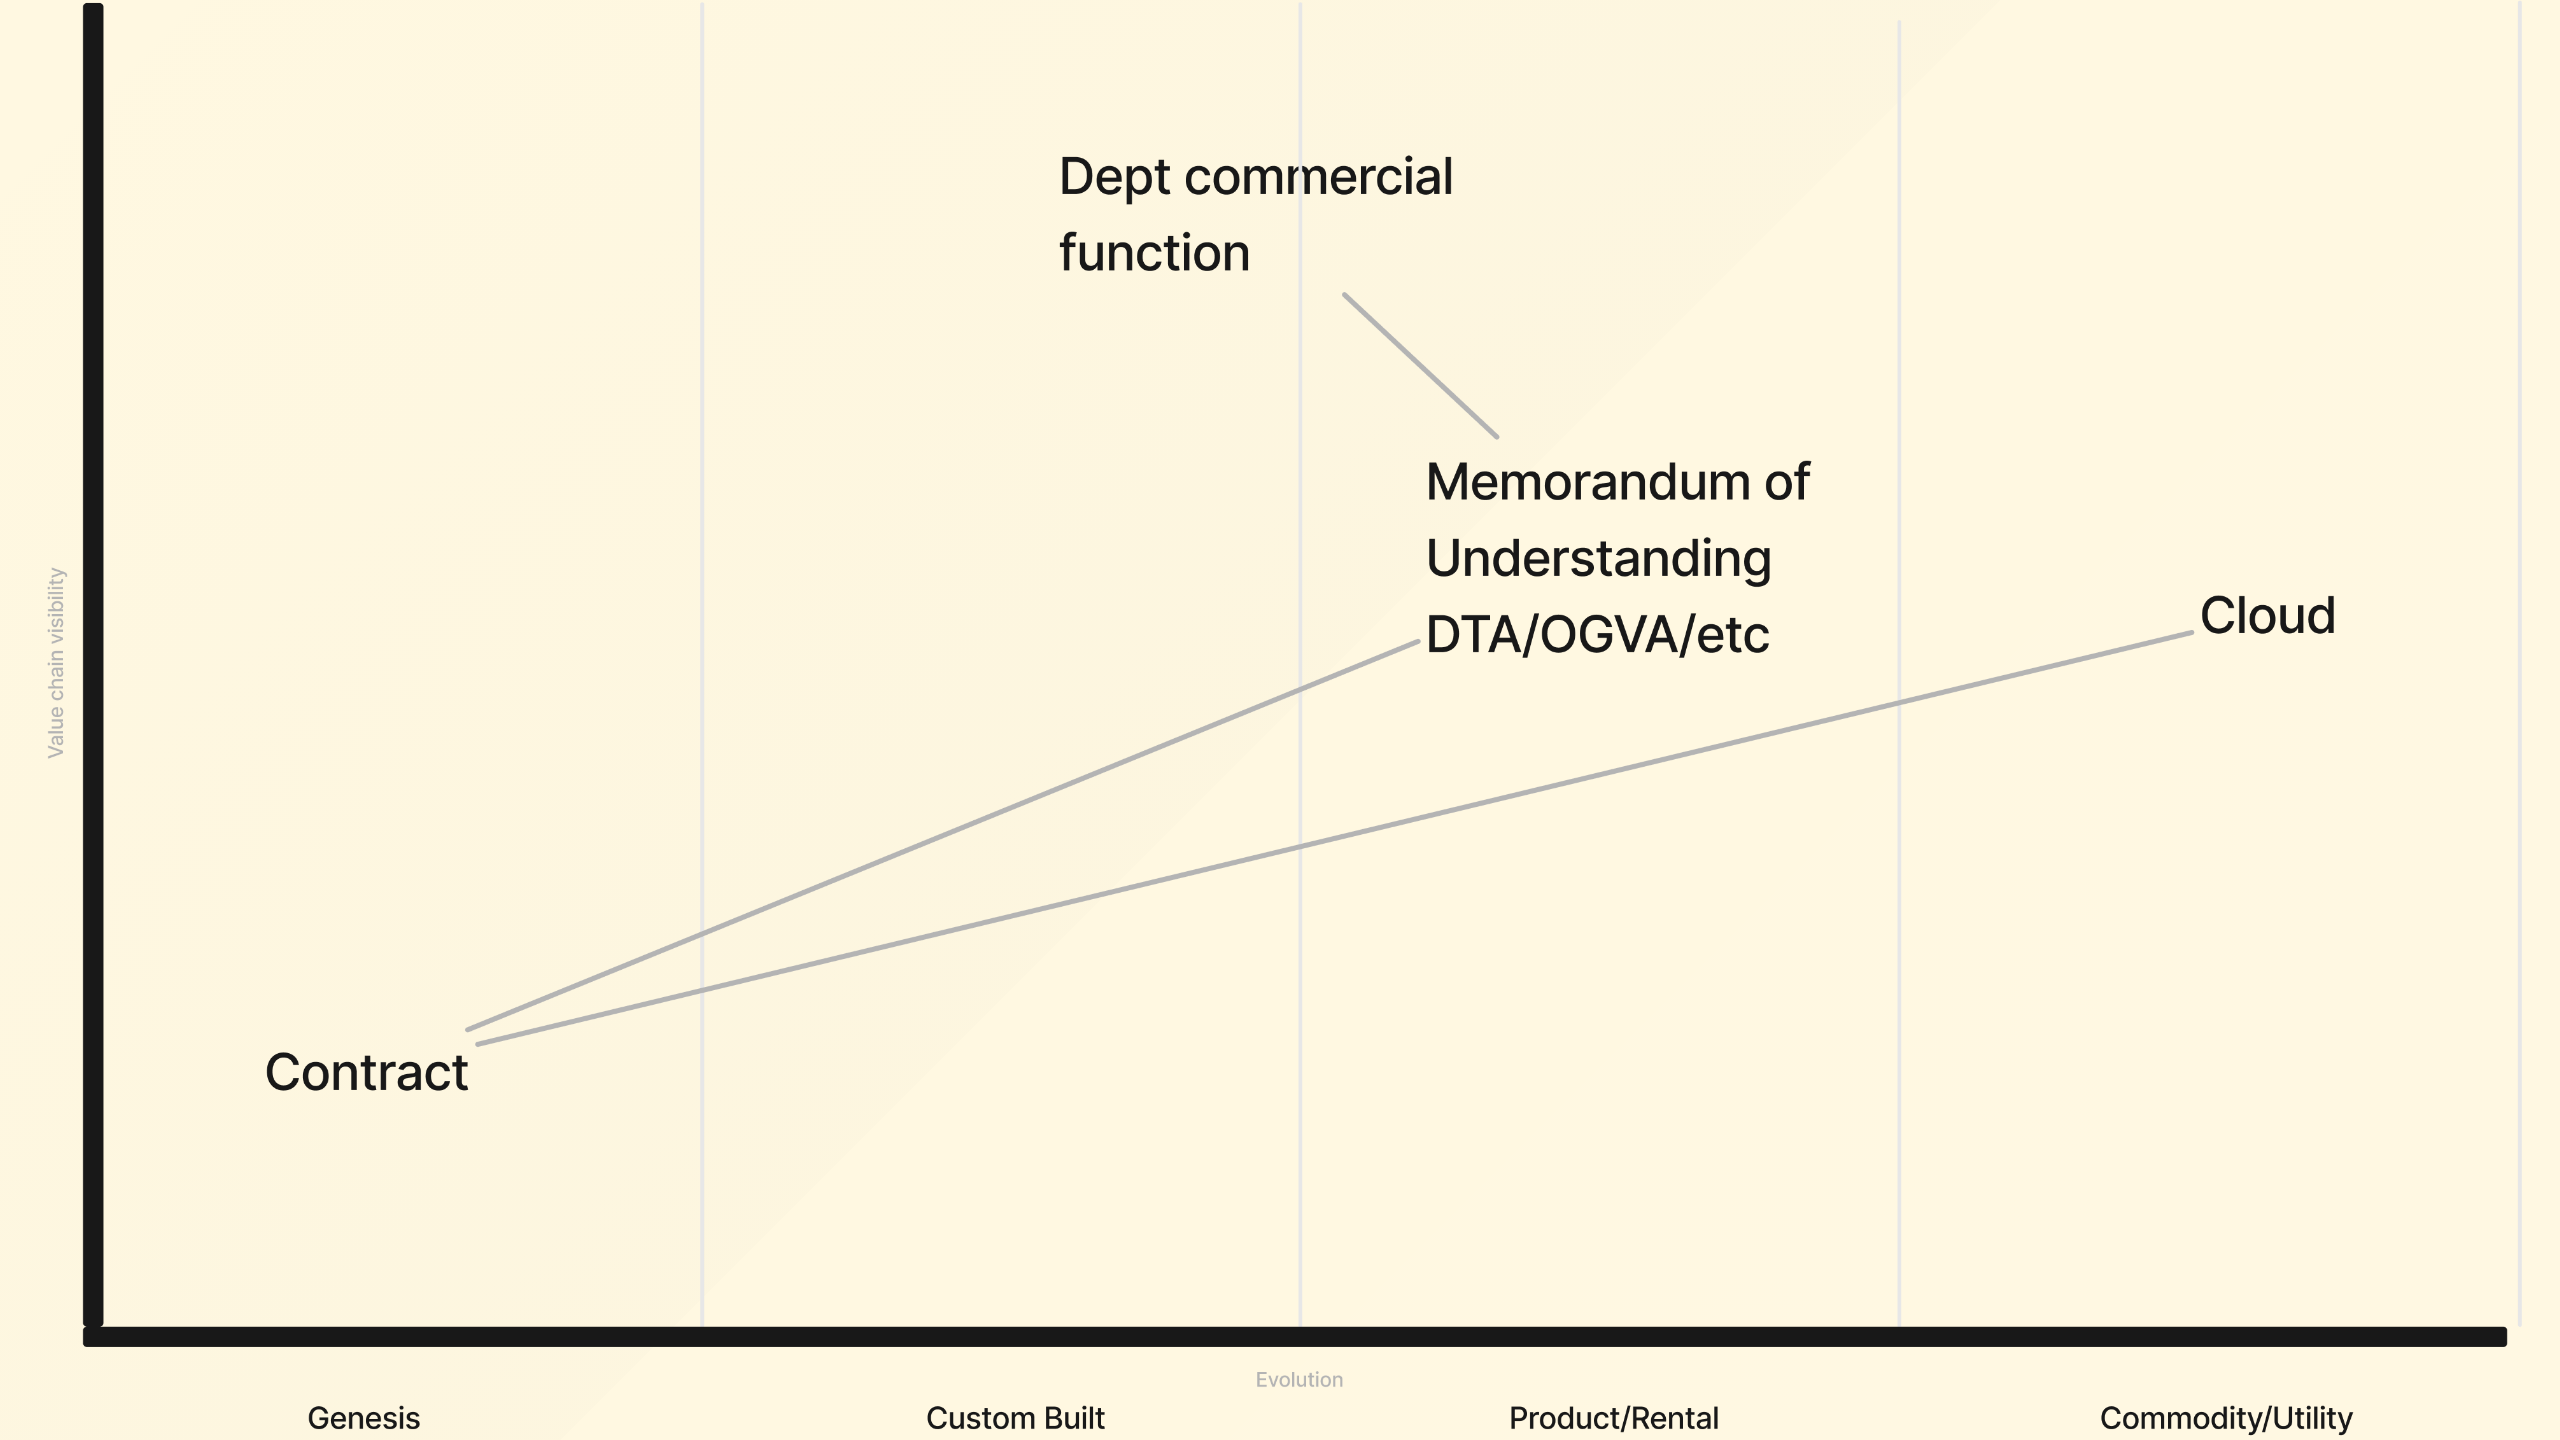 Dept commercial
function
Memorandum of
Understanding
DTA/OGVA/etc
Cloud
Value chain visibility
Contract
Evolution
Genesis
Custom Built
Product/Rental
Commodity/Utility